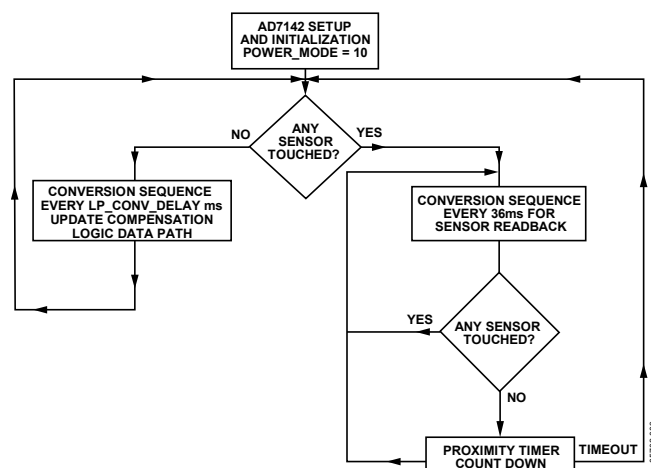 AD7142 SETUP
AND INITIALIZATION
POWER_MODE = 10
NO
ANY
SENSOR
TOUCHED?
YES
CONVERSION SEQUENCE
EVERY LP_CONV_DELAY ms
UPDATE COMPENSATION
LOGIC DATA PATH
CONVERSION SEQUENCE
EVERY 36ms FOR
SENSOR READBACK
YES
ANY SENSOR
TOUCHED?
NO
PROXIMITY TIMER
COUNT DOWN
TIMEOUT